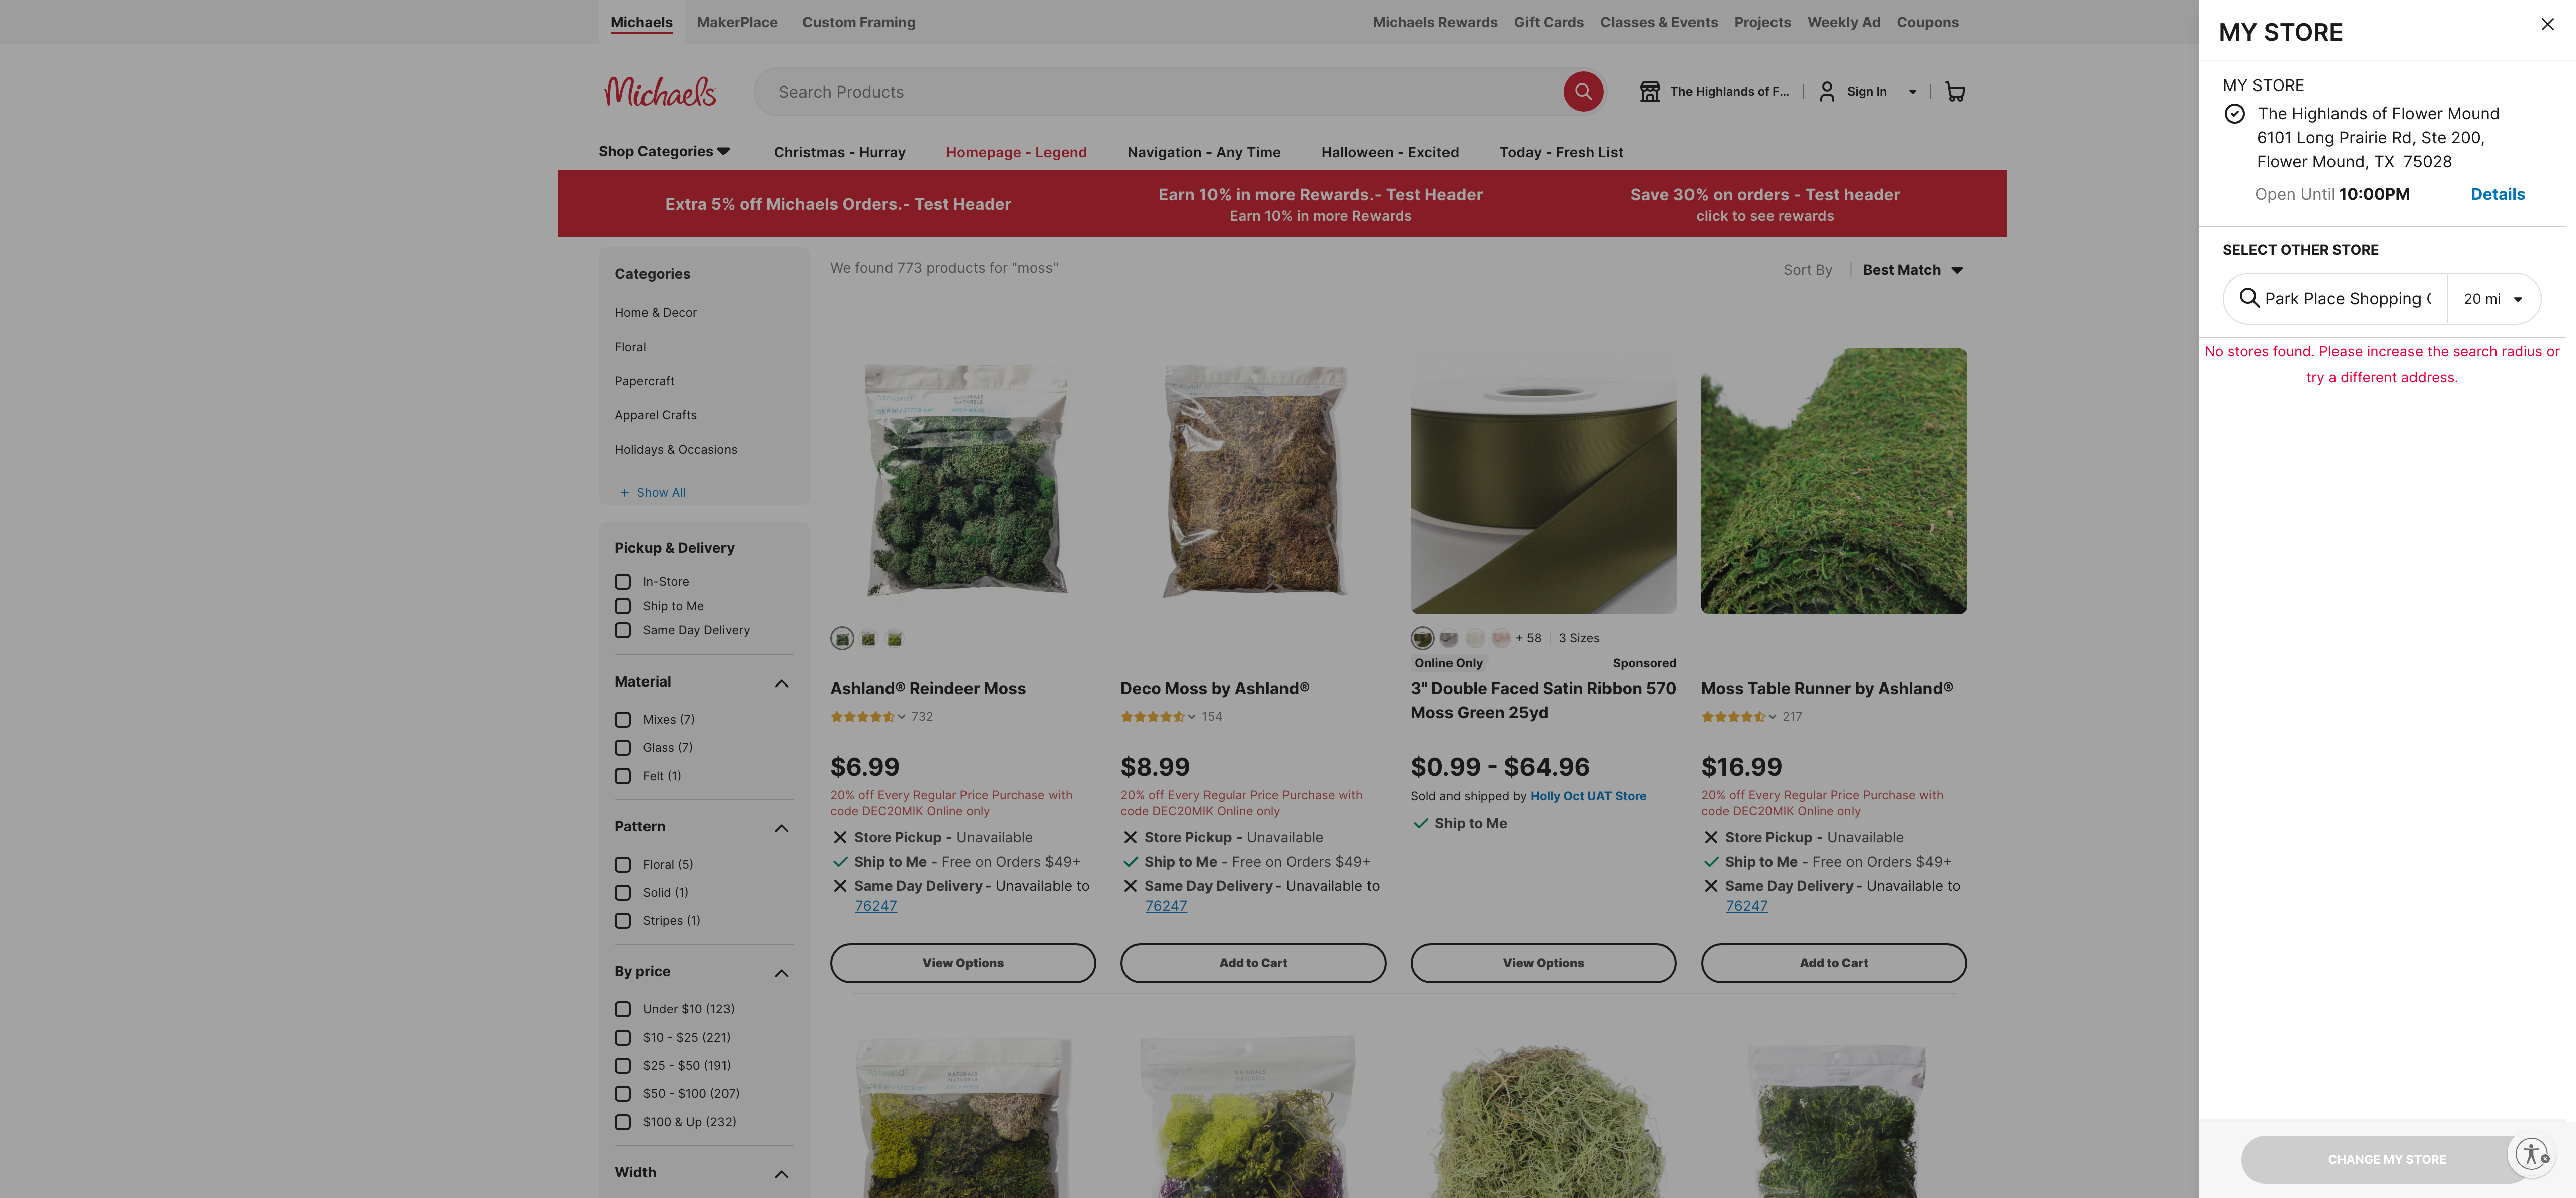 Michaels
MakerPlace
Custom Framing
Michaels Rewards
Gift Cards
Classes & Events
Projects
Weekly Ad
Coupons
Michaels
Search Products
The Highlands of F...
Sign In
Shop Categories
Christmas - Hurray
Homepage - Legend
Navigation - Any Time
Halloween - Excited
Today - Fresh List
Extra 5% off Michaels Orders.- Test Header
Earn 10% in more Rewards.- Test Header
Earn 10% in more Rewards
Save 30% on orders - Test header
click to see rewards
Categories
Home & Decor
Floral
Papercraft
Apparel Crafts
Holidays & Occasions
+ Show All
Pickup & Delivery
In-Store
Ship to Me
Same Day Delivery
Material
Mixes (7)
Glass (7)
Felt (1)
Pattern
Floral (5)
Solid (1)
Stripes (1)
By price
Under $10 (123)
$10 - $25 (221)
$25 - $50 (191)
$50 - $100 (207)
$100 & Up (232)
Width
We found 773 products for "moss"
Sort By
Best Match
Ashland® Reindeer Moss
732
$6.99
20% off Every Regular Price Purchase with
code DEC20MIK Online only
Store Pickup - Unavailable
Ship to Me - Free on Orders $49+
Same Day Delivery - Unavailable to
76247
View Options
Deco Moss by Ashland®
154
$8.99
20% off Every Regular Price Purchase with
code DEC20MIK Online only
Store Pickup - Unavailable
Ship to Me - Free on Orders $49+
Same Day Delivery - Unavailable to
76247
Add to Cart
+ 58
3 Sizes
Online Only
Sponsored
3" Double Faced Satin Ribbon 570
Moss Green 25yd
$0.99 - $64.96
Sold and shipped by Holly Oct UAT Store
Ship to Me
View Options
Moss Table Runner by Ashland®
217
$16.99
20% off Every Regular Price Purchase with
code DEC20MIK Online only
Store Pickup - Unavailable
Ship to Me - Free on Orders $49+
Same Day Delivery - Unavailable to
76247
Add to Cart
MY STORE
MY STORE
The Highlands of Flower Mound
6101 Long Prairie Rd, Ste 200,
Flower Mound, TX 75028
Open Until 10:00PM
Details
SELECT OTHER STORE
Park Place Shopping
20 mi
No stores found. Please increase the search radius or
try a different address.
CHANGE MY STORE